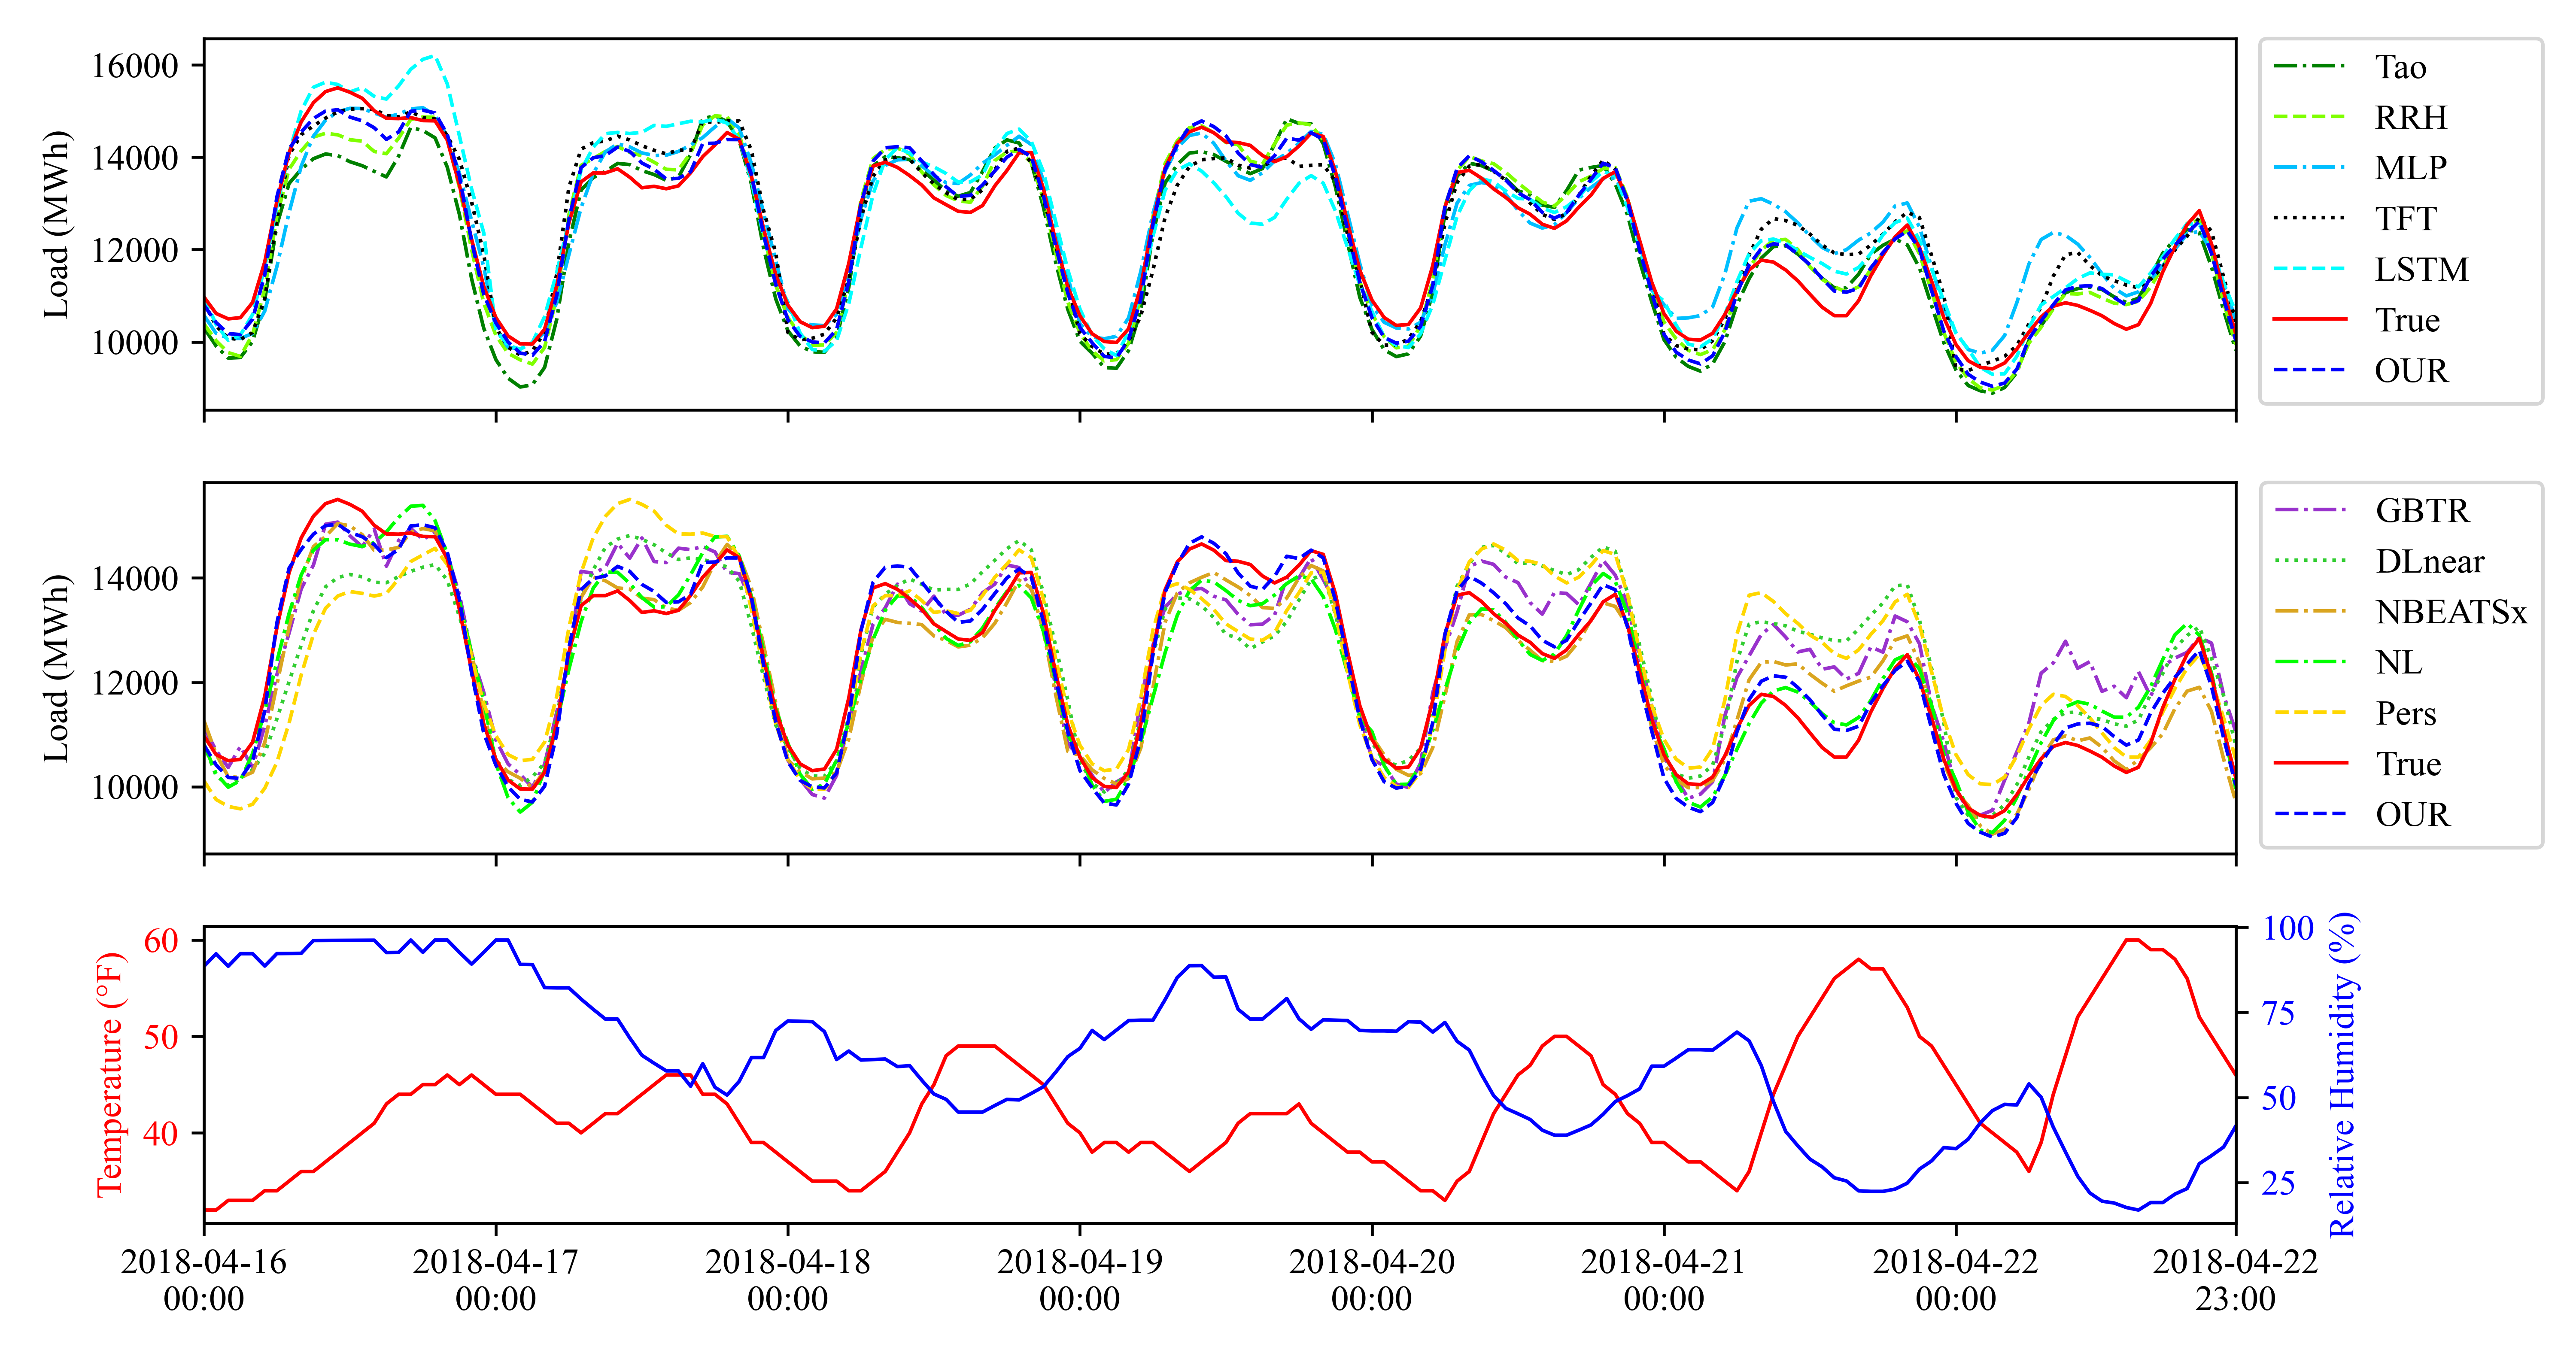 Load (MWh)
16000
14000
12000
10000
Tao
RRH
MLP
TFT
LSTM
True
OUR
Load (MWh)
14000
12000
10000
GBTR
DLnear
NBEATSx
NL
Pers
True
OUR
Temperature (°F)
60
50
40
100
75
50
25
Relative Humidity (%)
2018-04-16 2018-04-17 2018-04-18 2018-04-19 2018-04-20 2018-04-21 2018-04-22 2018-04-22
00:00 00:00 00:00 00:00 00:00 00:00 00:00 23:00